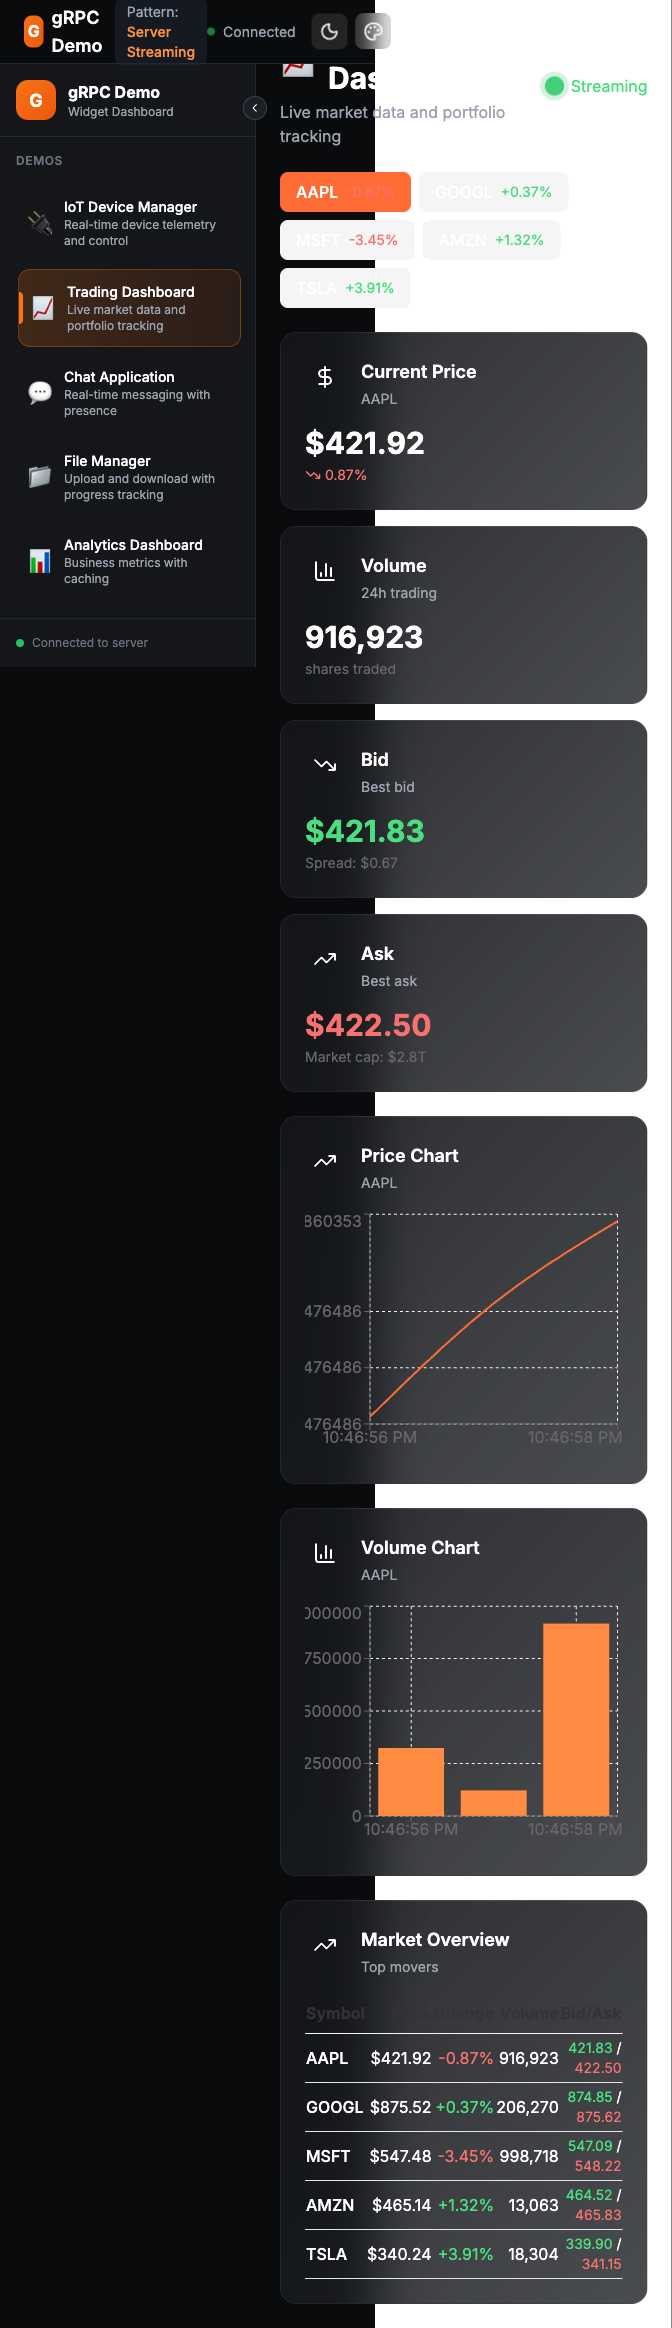 G
gRPC
Demo
Pattern:
Server
Streaming
Connected
G
gRPC Demo
Widget Dashboard
DEMOS
IoT Device Manager
Real-time device telemetry
and control
Trading Dashboard
Live market data and
portfolio tracking
Chat Application
Real-time messaging with
presence
File Manager
Upload and download with
progress tracking
Analytics Dashboard
Business metrics with
caching
Connected to server
Live market data and portfolio
tracking
Streaming
AAPL -0.87%
GOOGL +0.37%
MSFT -3.45%
AMZN +1.32%
TSLA +3.91%
Current Price
AAPL
$421.92
0.87%
Volume
24h trading
916,923
shares traded
Bid
Best bid
$421.83
Spread: $0.67
Ask
Best ask
$422.50
Market cap: $2.8T
Price Chart
AAPL
860353
476486
476486
476486
10:46:56 PM 10:46:58 PM
Volume Chart
AAPL
000000
750000
500000
250000
0
10:46:56 PM 10:46:58 PM
Market Overview
Top movers
Symbol Change Volume Bid/Ask
AAPL $421.92 -0.87% 916,923 421.83 /
422.50
GOOGL $875.52 +0.37% 206,270 874.85 /
875.62
MSFT $547.48 -3.45% 998,718 547.09 /
548.22
AMZN $465.14 +1.32% 13,063 464.52 /
465.83
TSLA $340.24 +3.91% 18,304 339.90 /
341.15